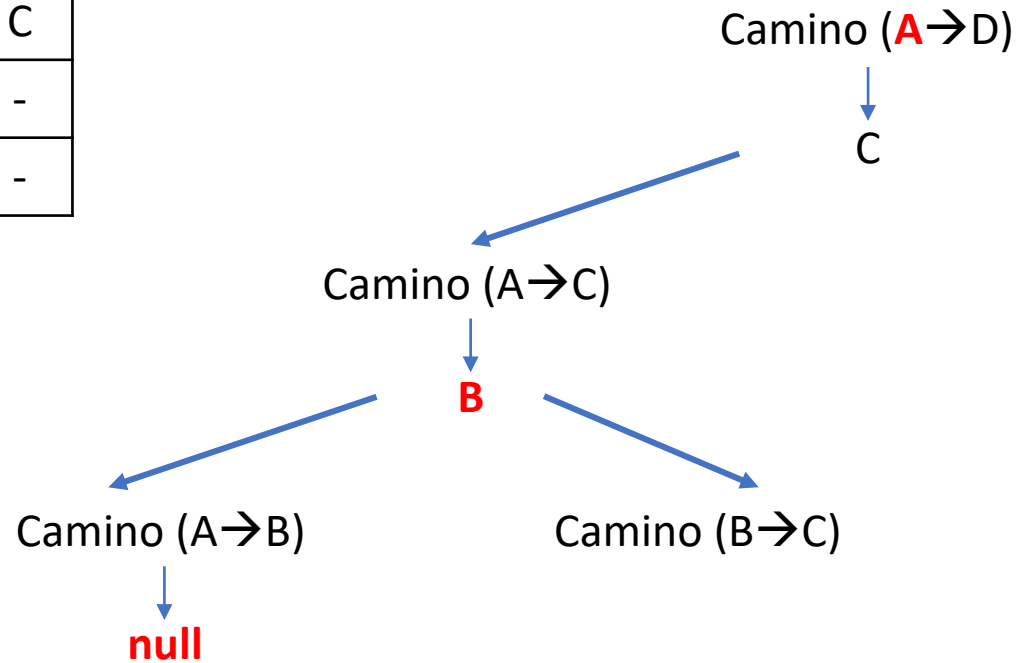 C
-
-
Camino (A→D)
C
Camino (A→C)
B
Camino (A→B)
Camino (B→C)
null